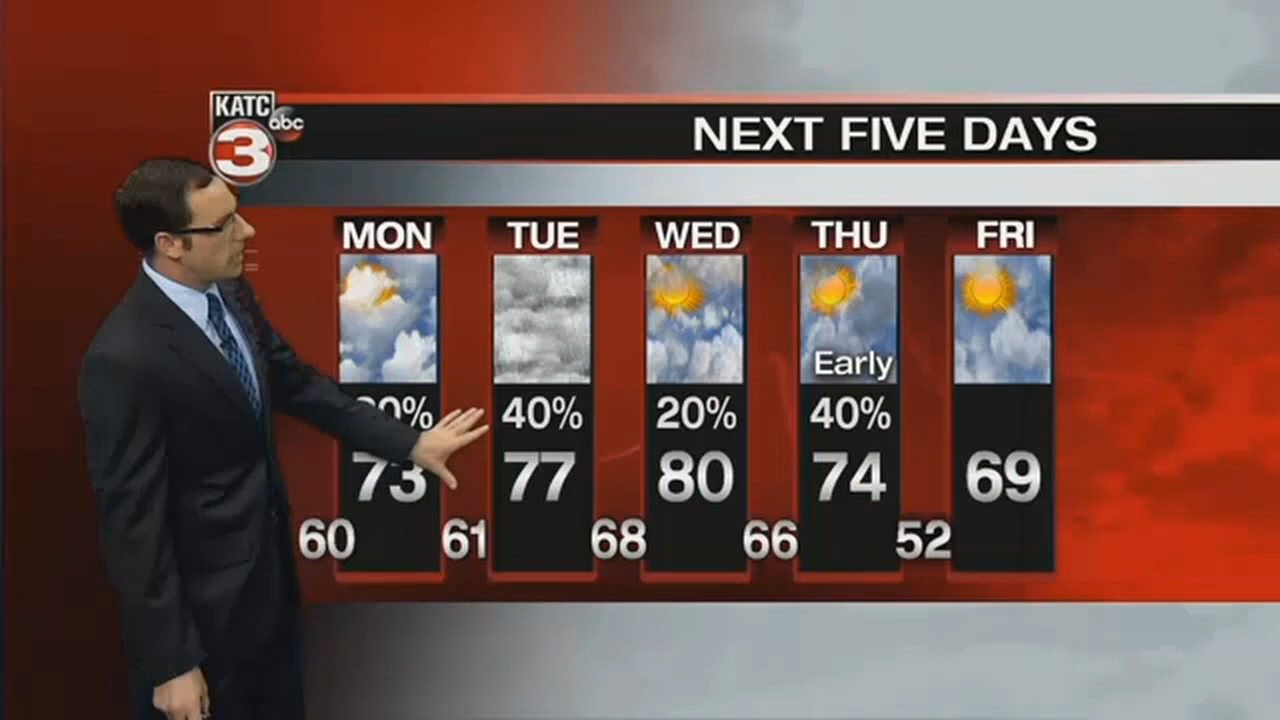 KATC
abc
3
NEXT FIVE DAYS
MON TUE WED THU FRI
Early
40% 20% 40%
73 77 80 74 69
60 61 68 66 52